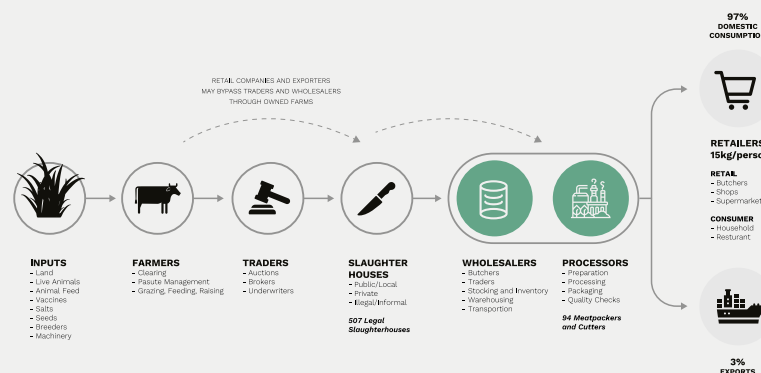 97%
DOMESTIC
RETAIL COMPANIES AND EXPORTERS
MAY BYPASS TRADERS AND WHOLESALERS
THROUGH OWNED FARMS
INPUTS
- Land
- Live Animals
- Animal Feed
- Vaccines
- Salts
- Seeds
- Breeders
- Machinery
FARMERS
- Clearing
- Pasute Management
- Grazing, Feeding, Raising
TRADERS
- Auctions
- Brokers
- Underwriters
SLAUGHTER
HOUSES
- Public/Local
- Private
- Illegal/Informal
507 Legal
Slaughterhouses
WHOLESALERS
- Butchers
- Traders
- Stocking and Inventory
- Warehousing
- Transportion
PROCESSORS
- Preparation
- Processing
- Packaging
- Quality Checks
94 Meatpackers
and Cutters
RETAILERS
RETAIL
- Butchers
- Shops
- Supermarket
CONSUMER
- Household
- Resturant
3%
EXPORTS